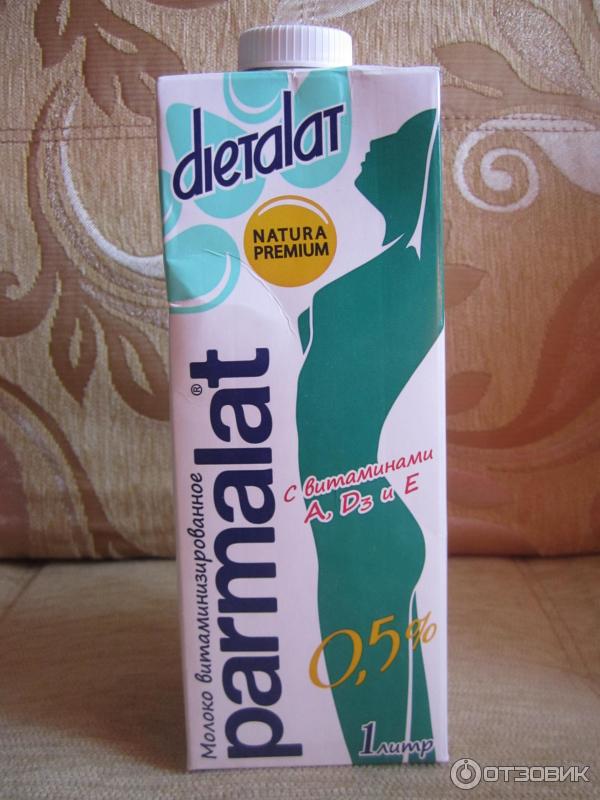 dietalat
NATURA
PREMIUM
Молоко витаминизированное
parmalat®
с витаминами
A, D3 и E
0,5%
1 литр
ОТЗОВИК